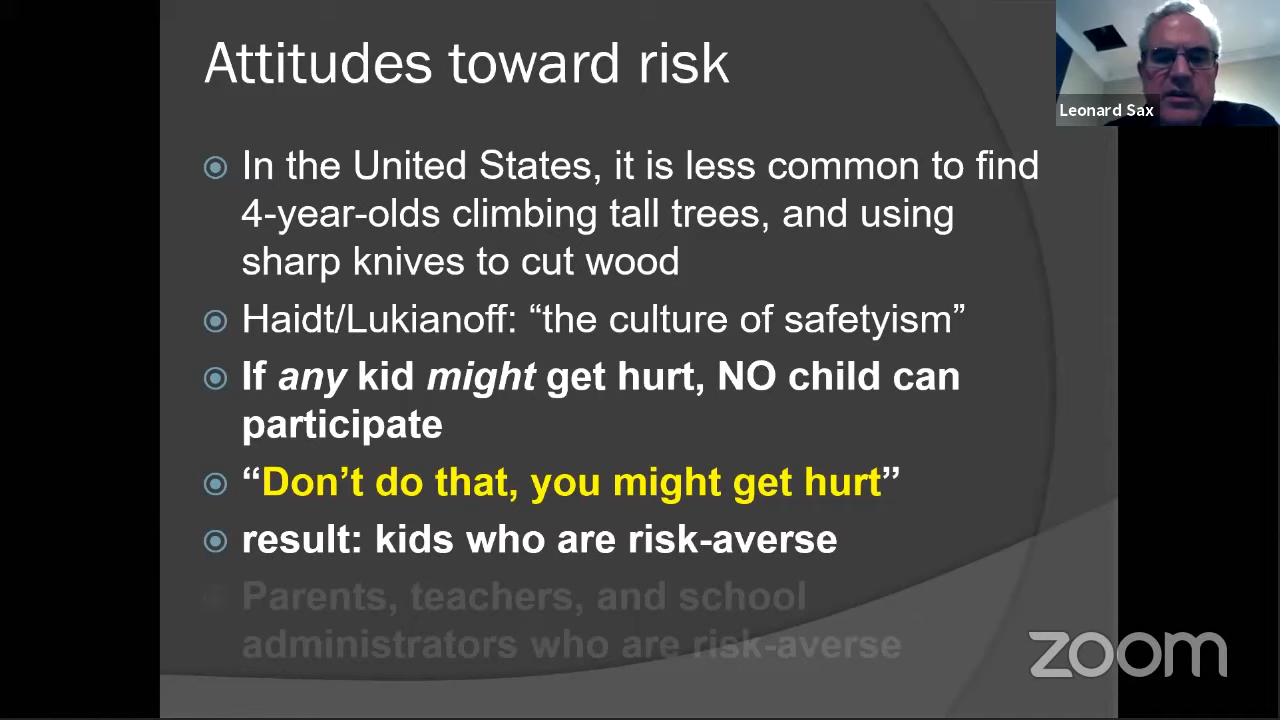 Attitudes toward risk
Leonard Sax
In the United States, it is less common to find
4-year-olds climbing tall trees, and using
sharp knives to cut wood
Haidt/Lukianoff: “the culture of safetyism”
If any kid might get hurt, NO child can
participate
“Don’t do that, you might get hurt”
result: kids who are risk-averse
Parents, teachers, and school
administrators who are risk-averse
zoom